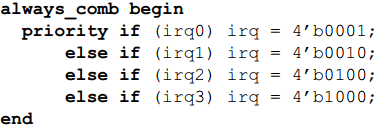 always_comb begin
priority if (irq0) irq = 4’b0001;
else if (irq1) irq = 4’b0010;
else if (irq2) irq = 4’b0100;
else if (irq3) irq = 4’b1000;
end